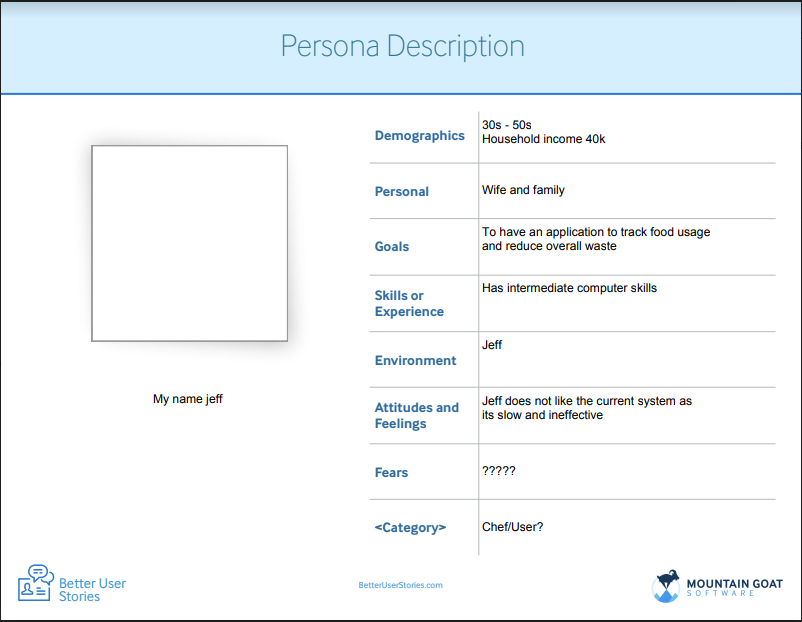 Persona Description
Demographics
30s - 50s
Household income 40k
Personal
Wife and family
Goals
To have an application to track food usage
and reduce overall waste
Skills or
Experience
Has intermediate computer skills
Environment
Jeff
My name jeff
Attitudes and
Feelings
Jeff does not like the current system as
its slow and ineffective
Fears
?????
<Category>
Chef/User?
Better User
Stories
BetterUserStories.com
MOUNTAIN GOAT
SOFTWARE